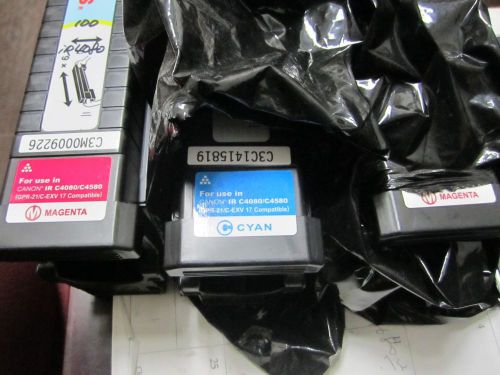 S.
100
C3M0009226
For use in
CANON® IR C4080/C4580
(GPR-21/C-EXV 17 Compatible)
M MAGENTA
C3C1415819
For use in
CANON® IR C4080/C4580
(GPR-21/C-EXV 17 Compatible)
C CYAN
M MAGENTA
25